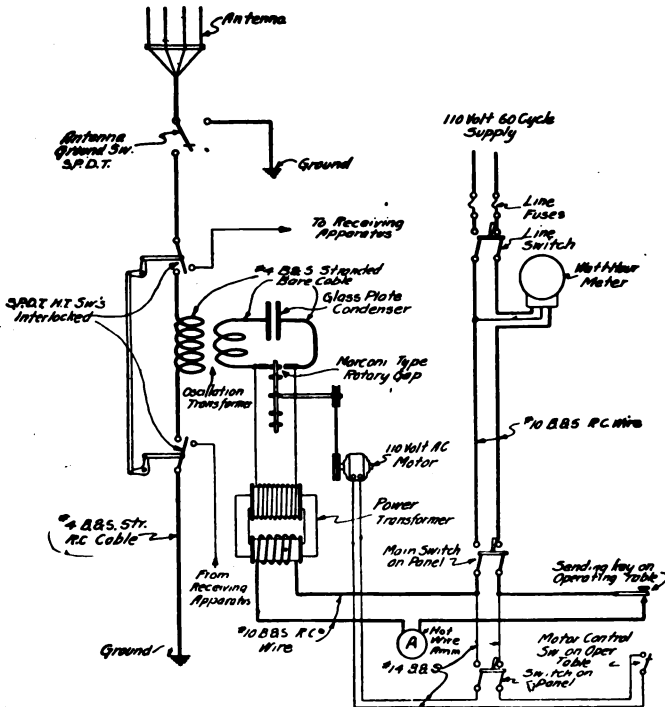 Antenna
Antenna
Ground Sw.
S.P.D.T.
Ground
110 Volt 60 Cycle
Supply
Line
Fuses
Line
Switch
To Receiving
Apparatus
Watt-Hour
Meter
#4 B.&S. Stranded
Bare Cable
Glass Plate
Condenser
S.P.D.T. H.T. Sw's
Interlocked
Marconi Type
Rotary Gap
Oscillation
Transformer
#10 B.&S. R.C. Wire
110 Volt AC
Motor
Power
Transformer
#4 B.&S. Str.
R.C. Cable
Main Switch
on Panel
Sending Key on
Operating Table
From
Receiving
Apparatus
#10 B.&S. R.C.
Wire
A
Hot
Wire
Amm
Motor Control
Sw. on Oper
Table
#14 B.&S.
Switch on
Panel
Ground